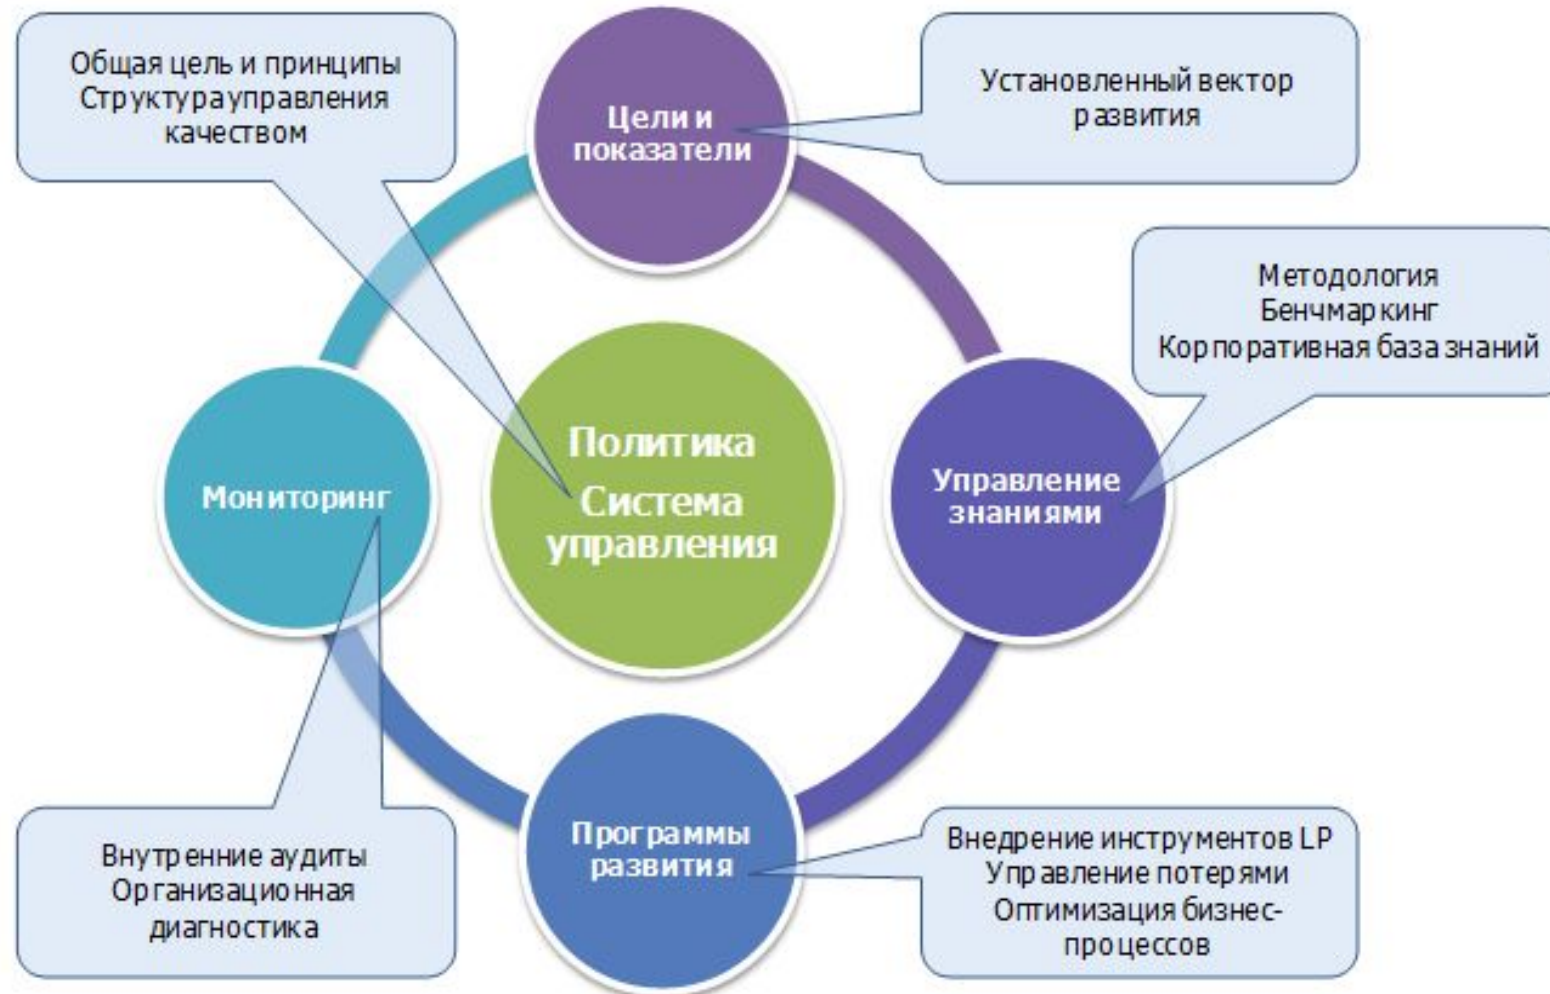 Общая цель и принципы
Структура управления
качеством
Цели и
показатели
Установленный вектор
развития
Методология
Бенчмаркинг
Корпоративная база знаний
Политика
Система
управления
Мониторинг
Управление
знаниями
Программы
развития
Внутренние аудиты
Организационная
диагностика
Внедрение инструментов LP
Управление потерями
Оптимизация бизнес-
процессов